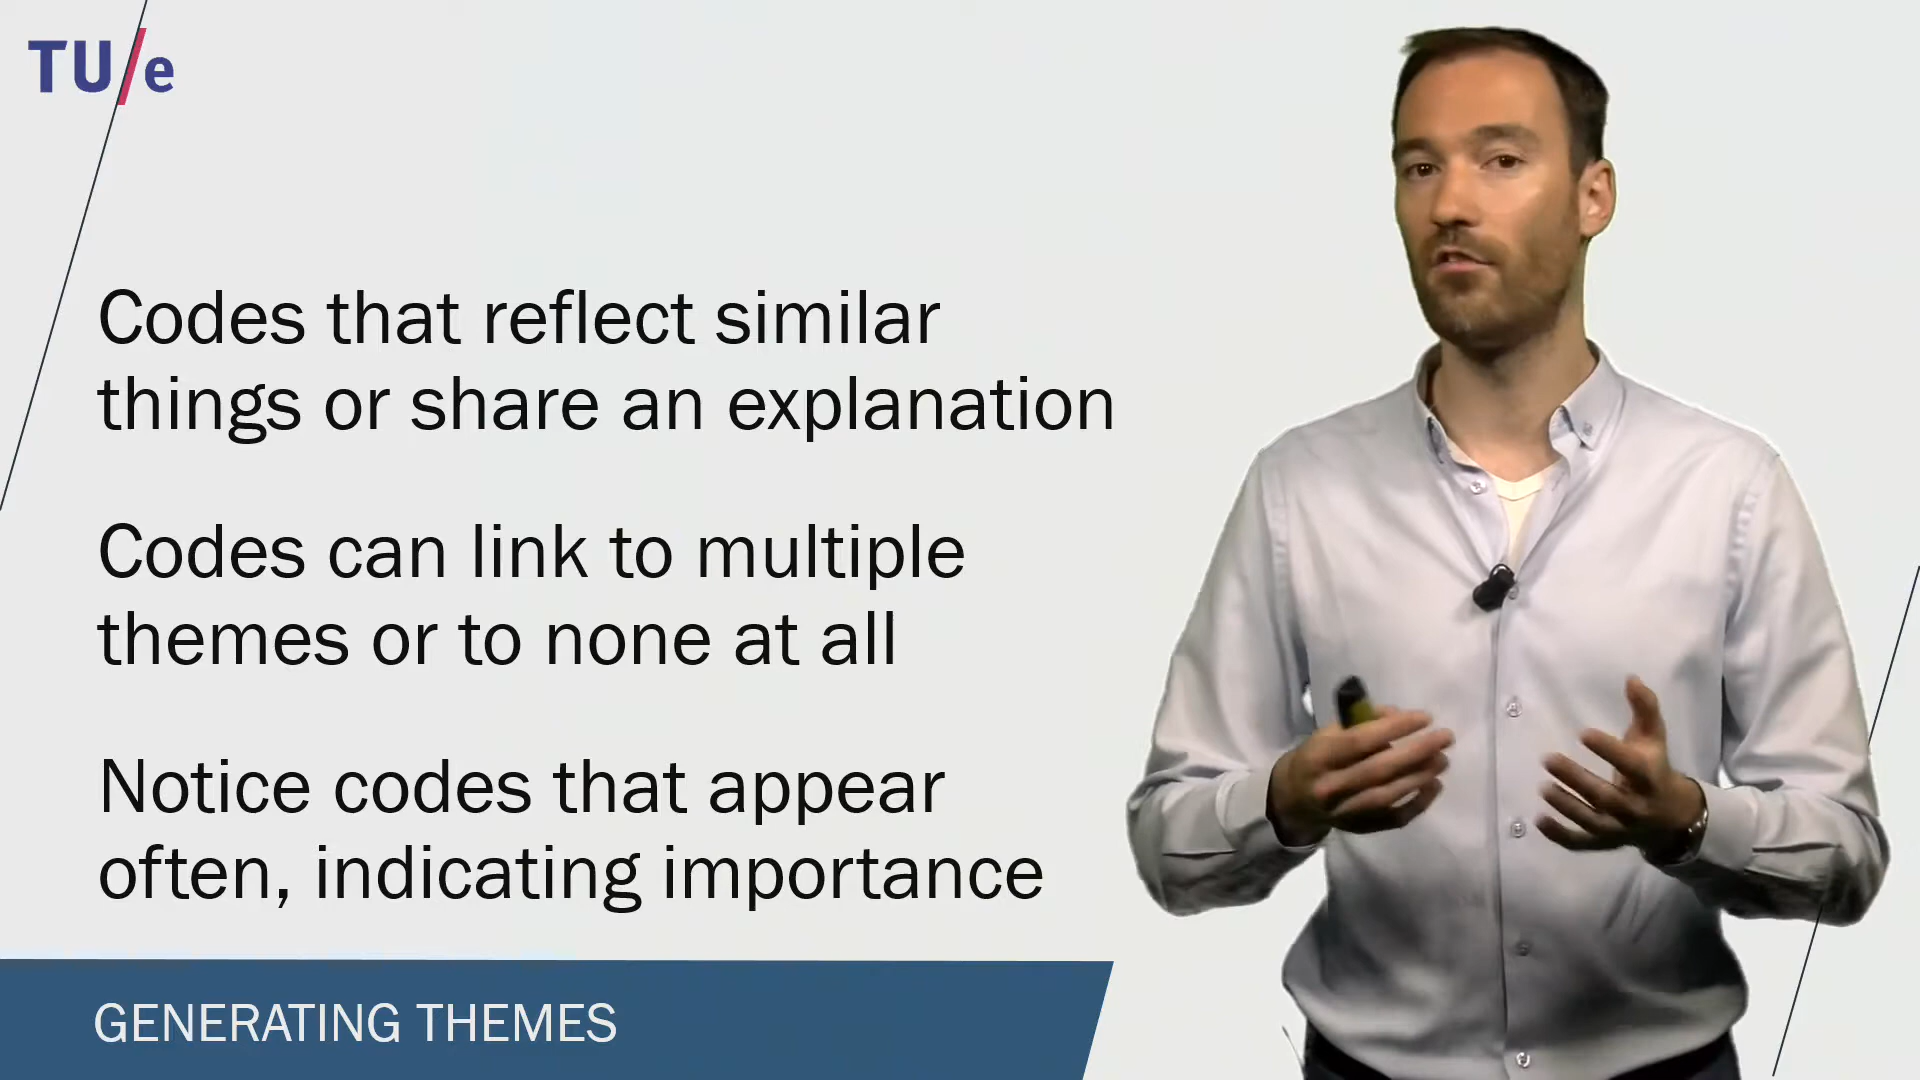 TU/e
Codes that reflect similar
things or share an explanation
Codes can link to multiple
themes or to none at all
Notice codes that appear
often, indicating importance
GENERATING THEMES